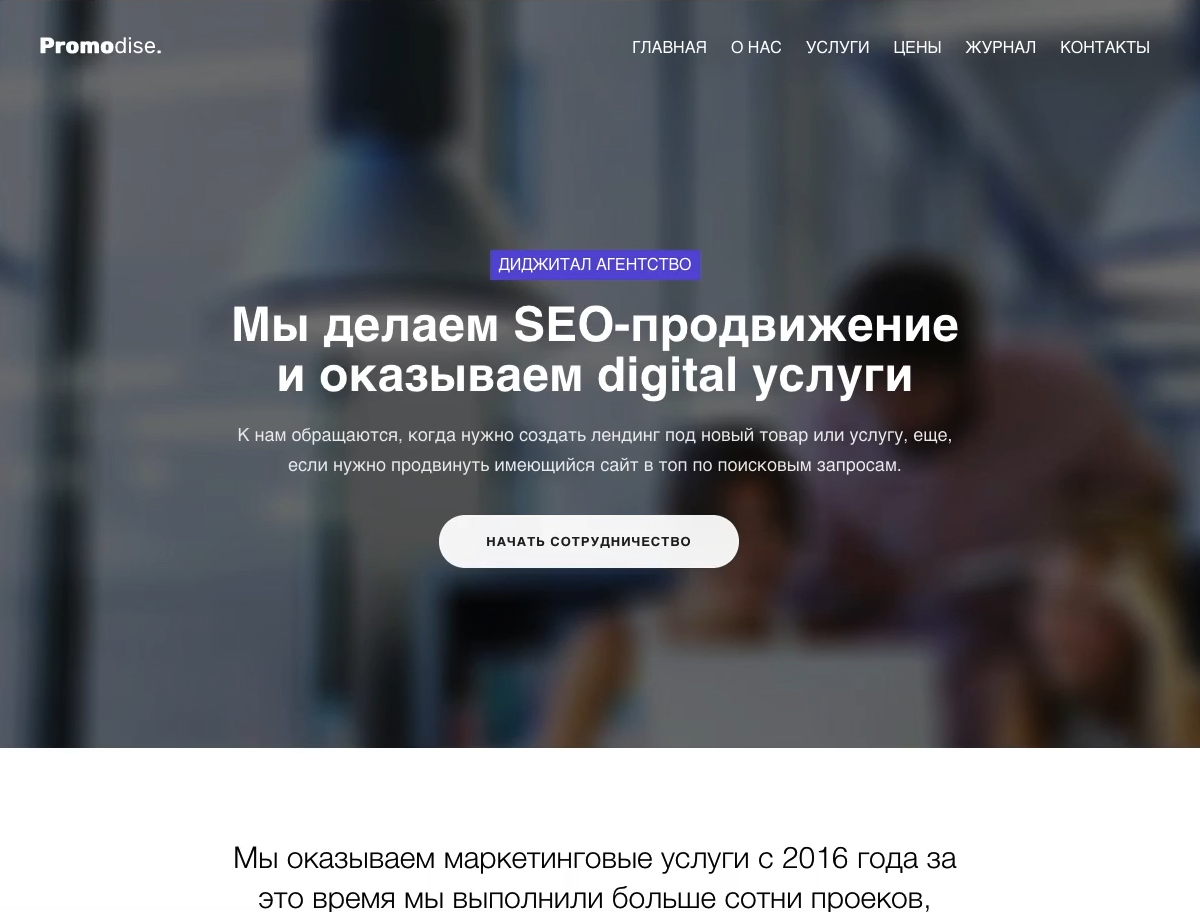 Promodise.
ГЛАВНАЯ О НАС УСЛУГИ ЦЕНЫ ЖУРНАЛ КОНТАКТЫ
ДИДЖИТАЛ АГЕНТСТВО
Мы делаем SEO-продвижение
и оказываем digital услуги
К нам обращаются, когда нужно создать лендинг под новый товар или услугу, еще,
если нужно продвинуть имеющийся сайт в топ по поисковым запросам.
НАЧАТЬ СОТРУДНИЧЕСТВО
Мы оказываем маркетинговые услуги с 2016 года за
это время мы выполнили больше сотни проеков,